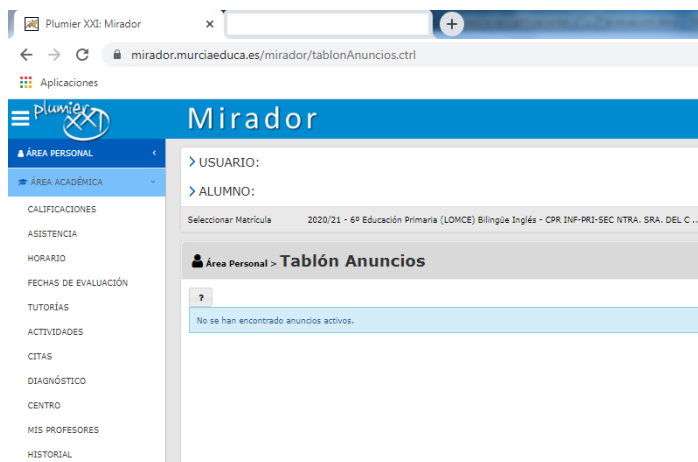 Plumier XXI: Mirador
mirador.murciaeduca.es/mirador/tablonAnuncios.ctrl
Aplicaciones
plumier XXI
Mirador
ÁREA PERSONAL
ÁREA ACADÉMICA
CALIFICACIONES
ASISTENCIA
HORARIO
FECHAS DE EVALUACIÓN
TUTORÍAS
ACTIVIDADES
CITAS
DIAGNÓSTICO
CENTRO
MIS PROFESORES
HISTORIAL
USUARIO:
ALUMNO:
Seleccionar Matrícula 2020/21 - 6º Educación Primaria (LOMCE) Bilingüe Inglés - CPR INF-PRI-SEC NTRA. SRA. DEL C ...
Área Personal > Tablón Anuncios
?
No se han encontrado anuncios activos.